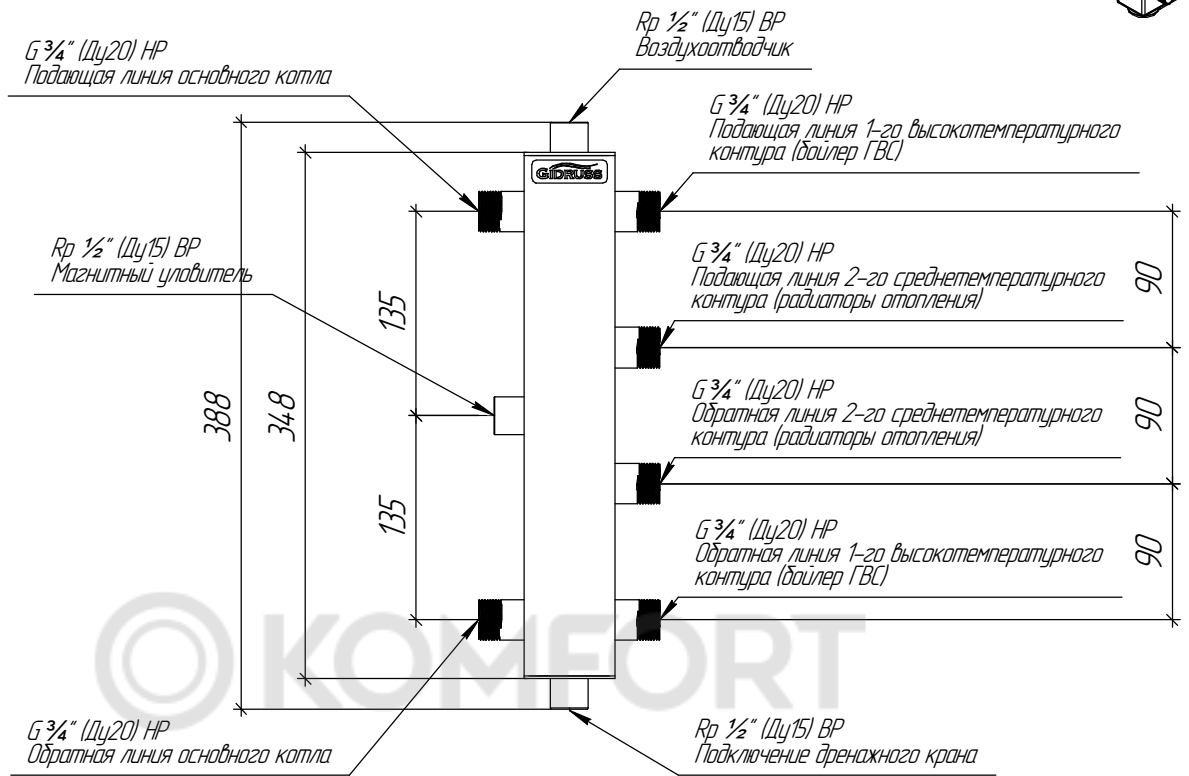 Rp ½" (Ду15) ВР
Воздухоотводчик
G ¾" (Ду20) НР
Подающая линия основного котла
G ¾" (Ду20) НР
Подающая линия 1-го высокотемпературного
контура (бойлер ГВС)
GIDRUSS
Rp ½" (Ду15) ВР
Магнитный уловитель
G ¾" (Ду20) НР
Подающая линия 2-го среднетемпературного
контура (радиаторы отопления)
90
135
388
348
G ¾" (Ду20) НР
Обратная линия 2-го среднетемпературного
контура (радиаторы отопления)
90
135
G ¾" (Ду20) НР
Обратная линия 1-го высокотемпературного
контура (бойлер ГВС)
90
KOMFORT
G ¾" (Ду20) НР
Обратная линия основного котла
Rp ½" (Ду15) ВР
Подключение дренажного крана